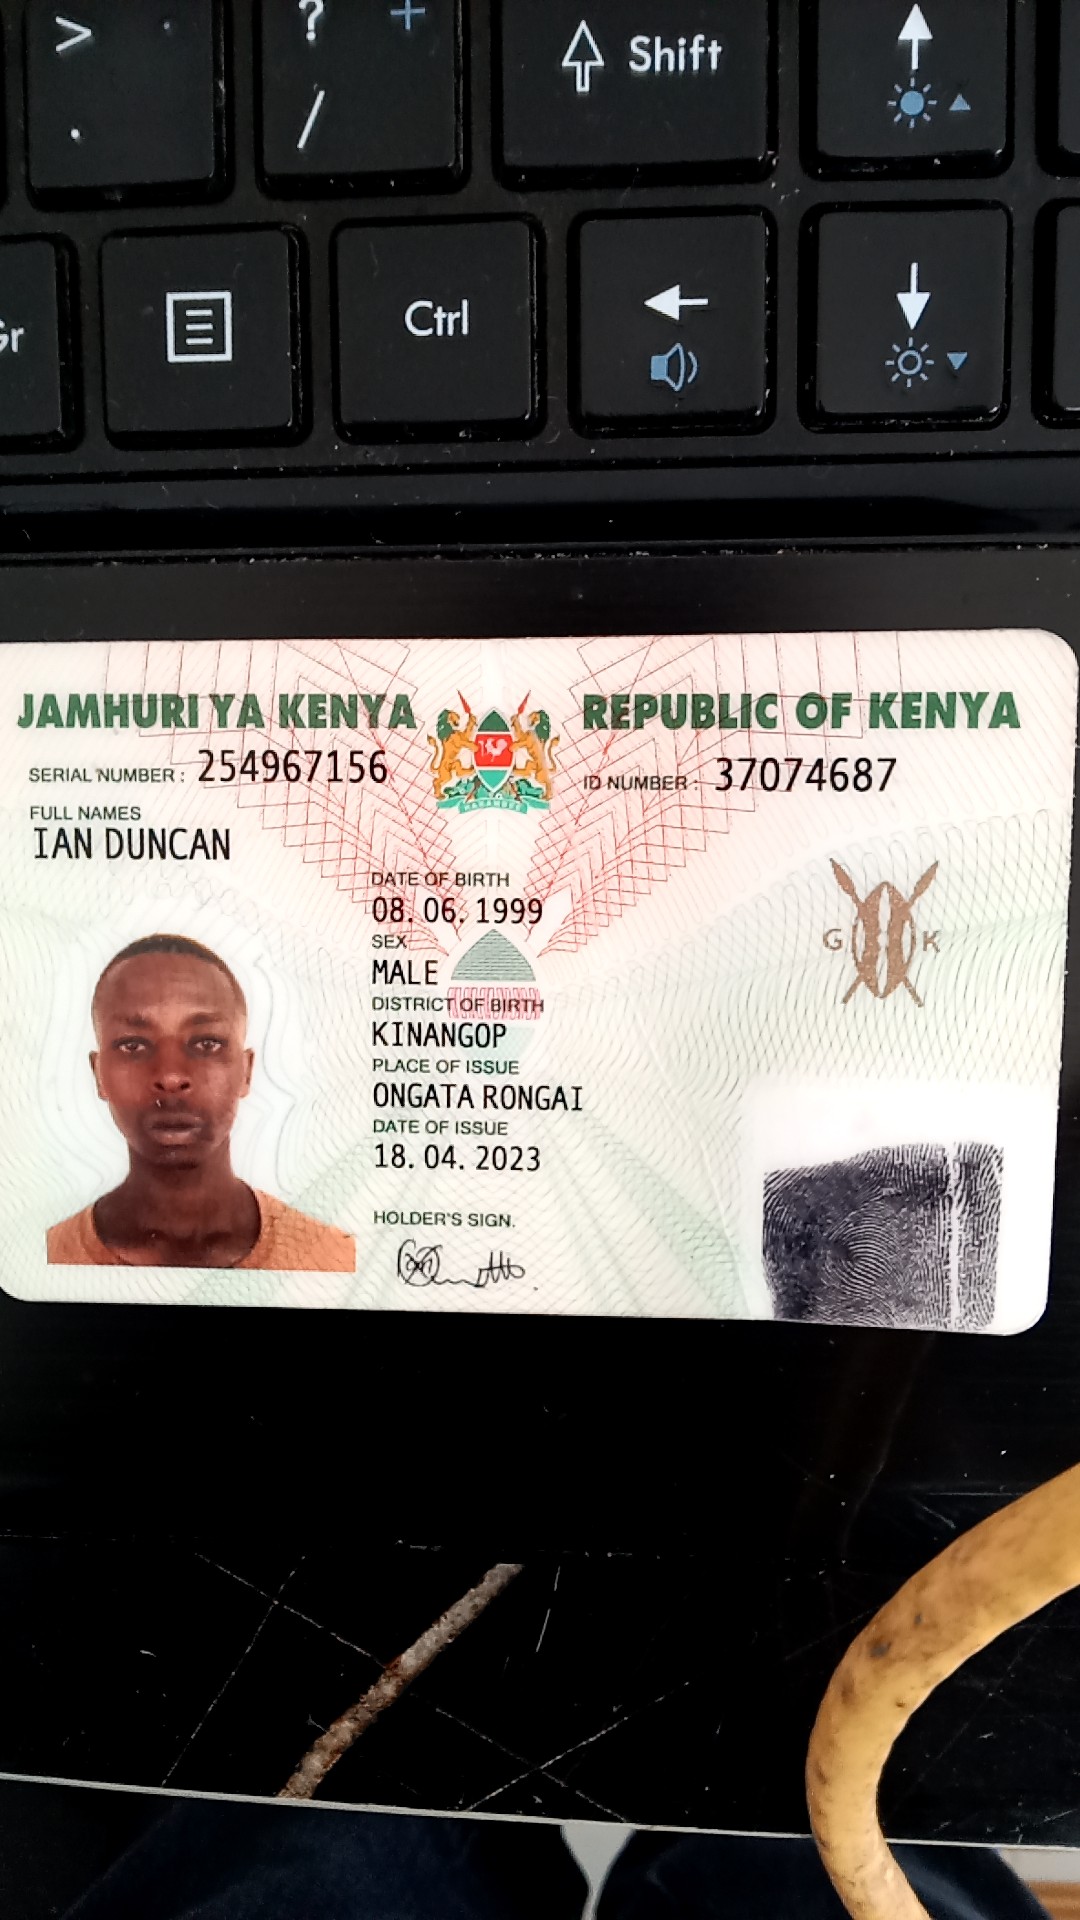 >
.
?
+
/
Shift
Gr
Ctrl
JAMHURI YA KENYA
REPUBLIC OF KENYA
SERIAL NUMBER : 254967156
ID NUMBER : 37074687
FULL NAMES
IAN DUNCAN
HARAMBEE
DATE OF BIRTH
08. 06. 1999
SEX
MALE
G K
DISTRICT OF BIRTH
KINANGOP
PLACE OF ISSUE
ONGATA RONGAI
DATE OF ISSUE
18. 04. 2023
HOLDER'S SIGN.